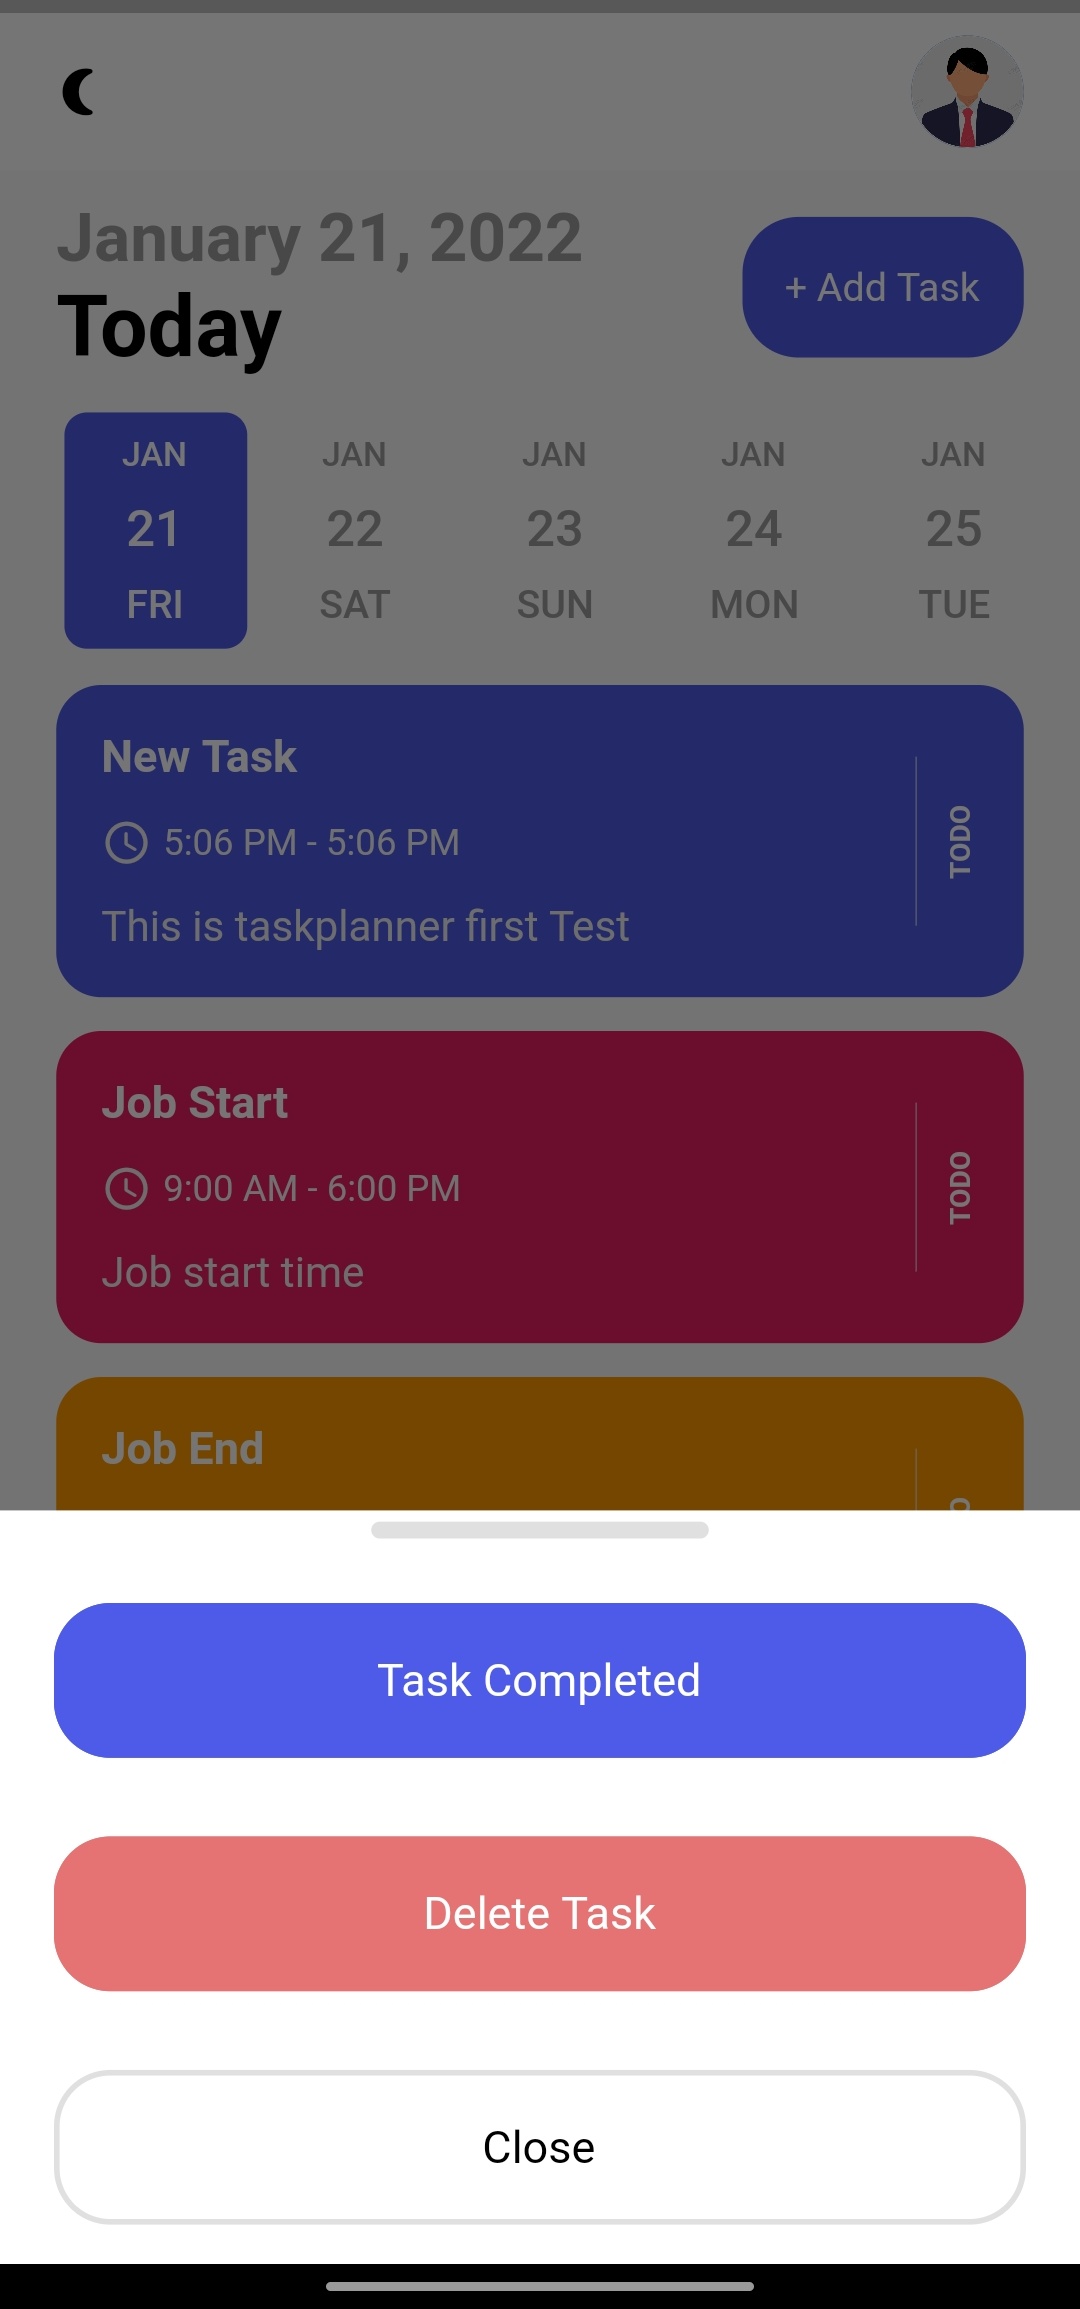 January 21, 2022
Today
+ Add Task
JAN JAN JAN JAN JAN
21 22 23 24 25
FRI SAT SUN MON TUE
New Task
5:06 PM - 5:06 PM
This is taskplanner first Test
TODO
Job Start
9:00 AM - 6:00 PM
Job start time
TODO
Job End
Task Completed
Delete Task
Close